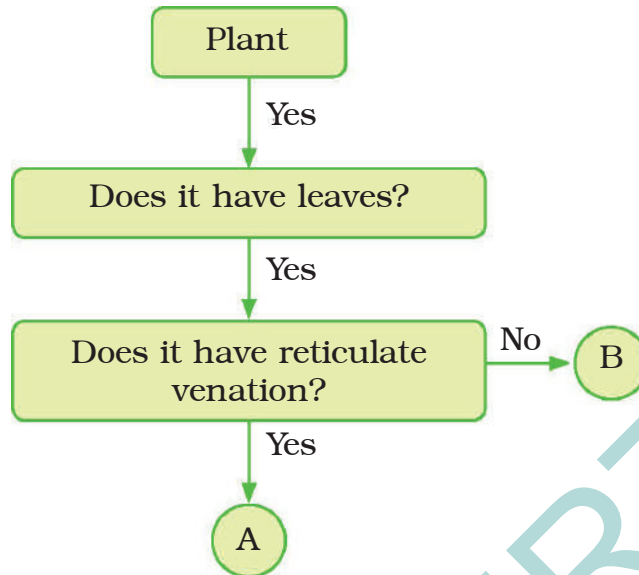 Plant
Yes
Does it have leaves?
Yes
Does it have reticulate
venation?
No
B
Yes
A